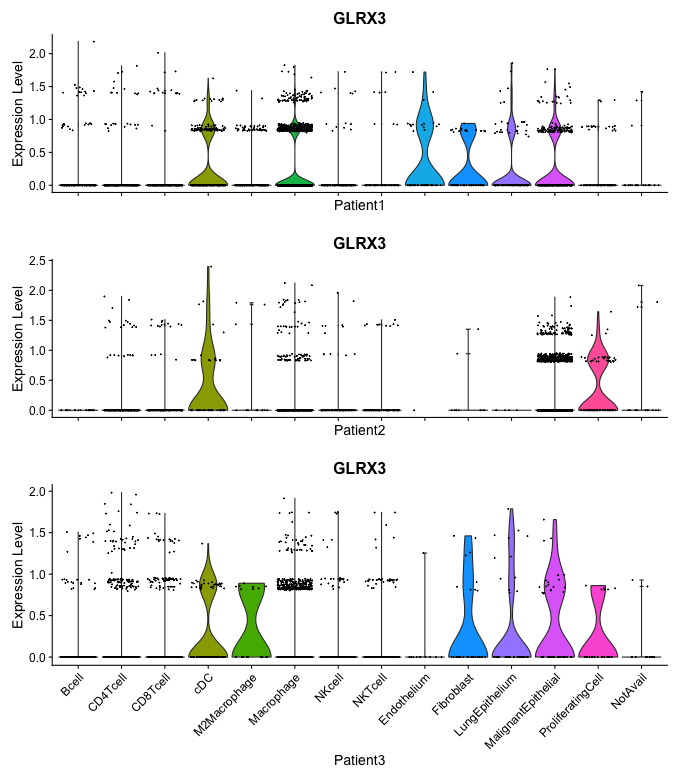 GLRX3
Expression Level
2.0
1.5
1.0
0.5
0.0
Patient1
GLRX3
Expression Level
2.5
2.0
1.5
1.0
0.5
0.0
Patient2
GLRX3
Expression Level
2.0
1.5
1.0
0.5
0.0
Bcell
CD4Tcell
CD8Tcell
cDC
M2Macrophage
Macrophage
NKcell
NKTcell
Endothelium
Fibroblast
LungEpithelium
MalignantEpithelial
ProliferatingCell
NotAvail
Patient3